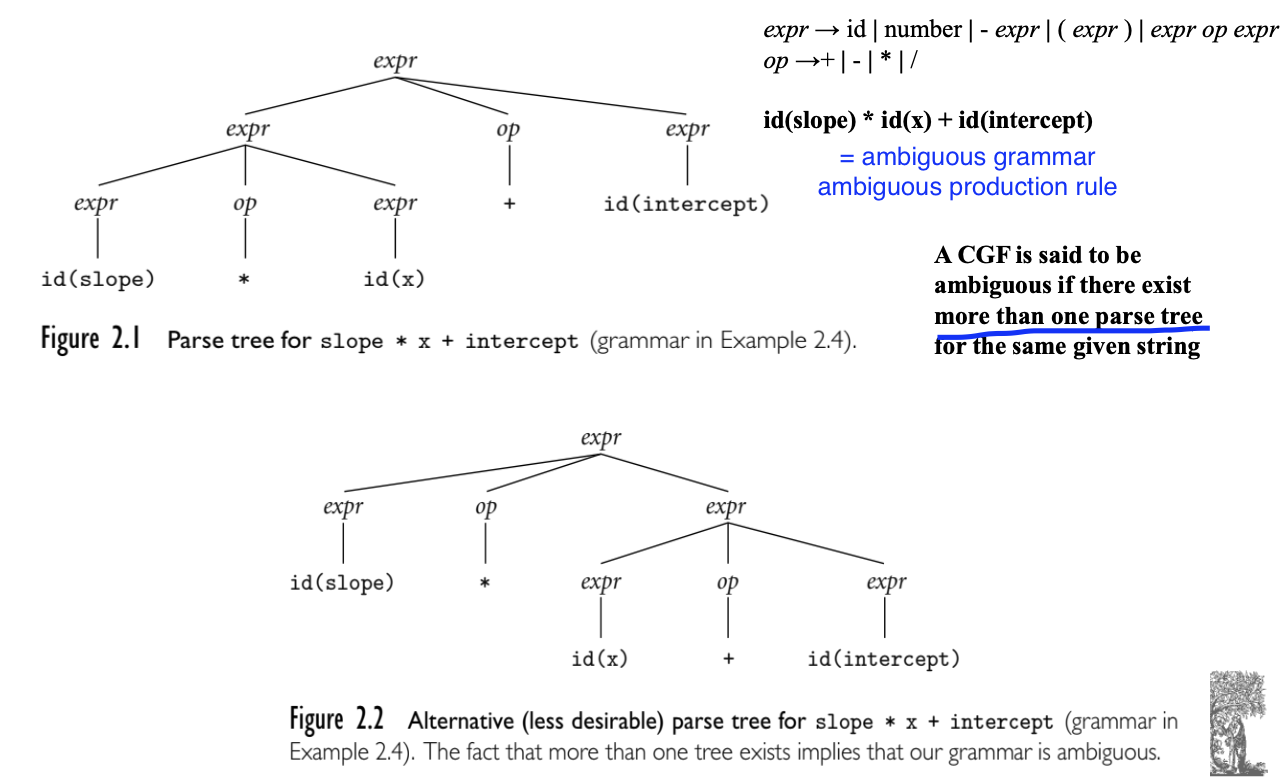 expr → id | number | - expr | ( expr ) | expr op expr
op →+ | - | * | /
id(slope) * id(x) + id(intercept)
= ambiguous grammar
ambiguous production rule
A CGF is said to be
ambiguous if there exist
more than one parse tree
for the same given string
expr
expr op expr
expr op expr + id(intercept)
id(slope) * id(x)
Figure 2.1 Parse tree for slope * x + intercept (grammar in Example 2.4).
expr
expr op expr
id(slope) * expr op expr
id(x) + id(intercept)
Figure 2.2 Alternative (less desirable) parse tree for slope * x + intercept (grammar in
Example 2.4). The fact that more than one tree exists implies that our grammar is ambiguous.